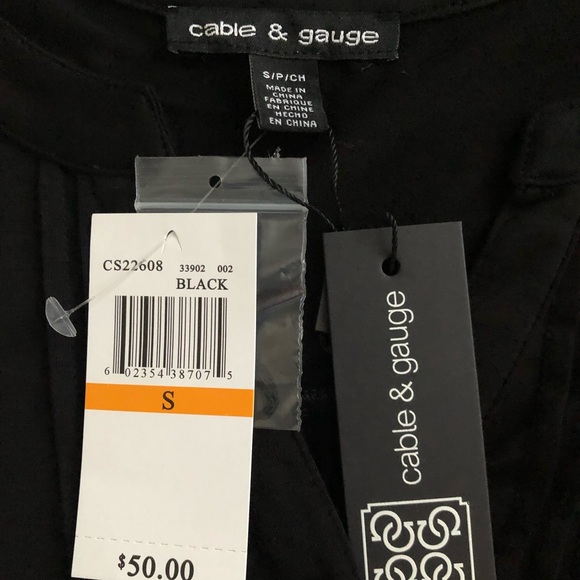 cable & gauge
S/P/CH
MADE IN
CHINA
FABRIQUE
EN CHINE
HECHO
EN CHINA
CS22608 33902 002
BLACK
6 02354 38707 5
S
$50.00
cable & gauge